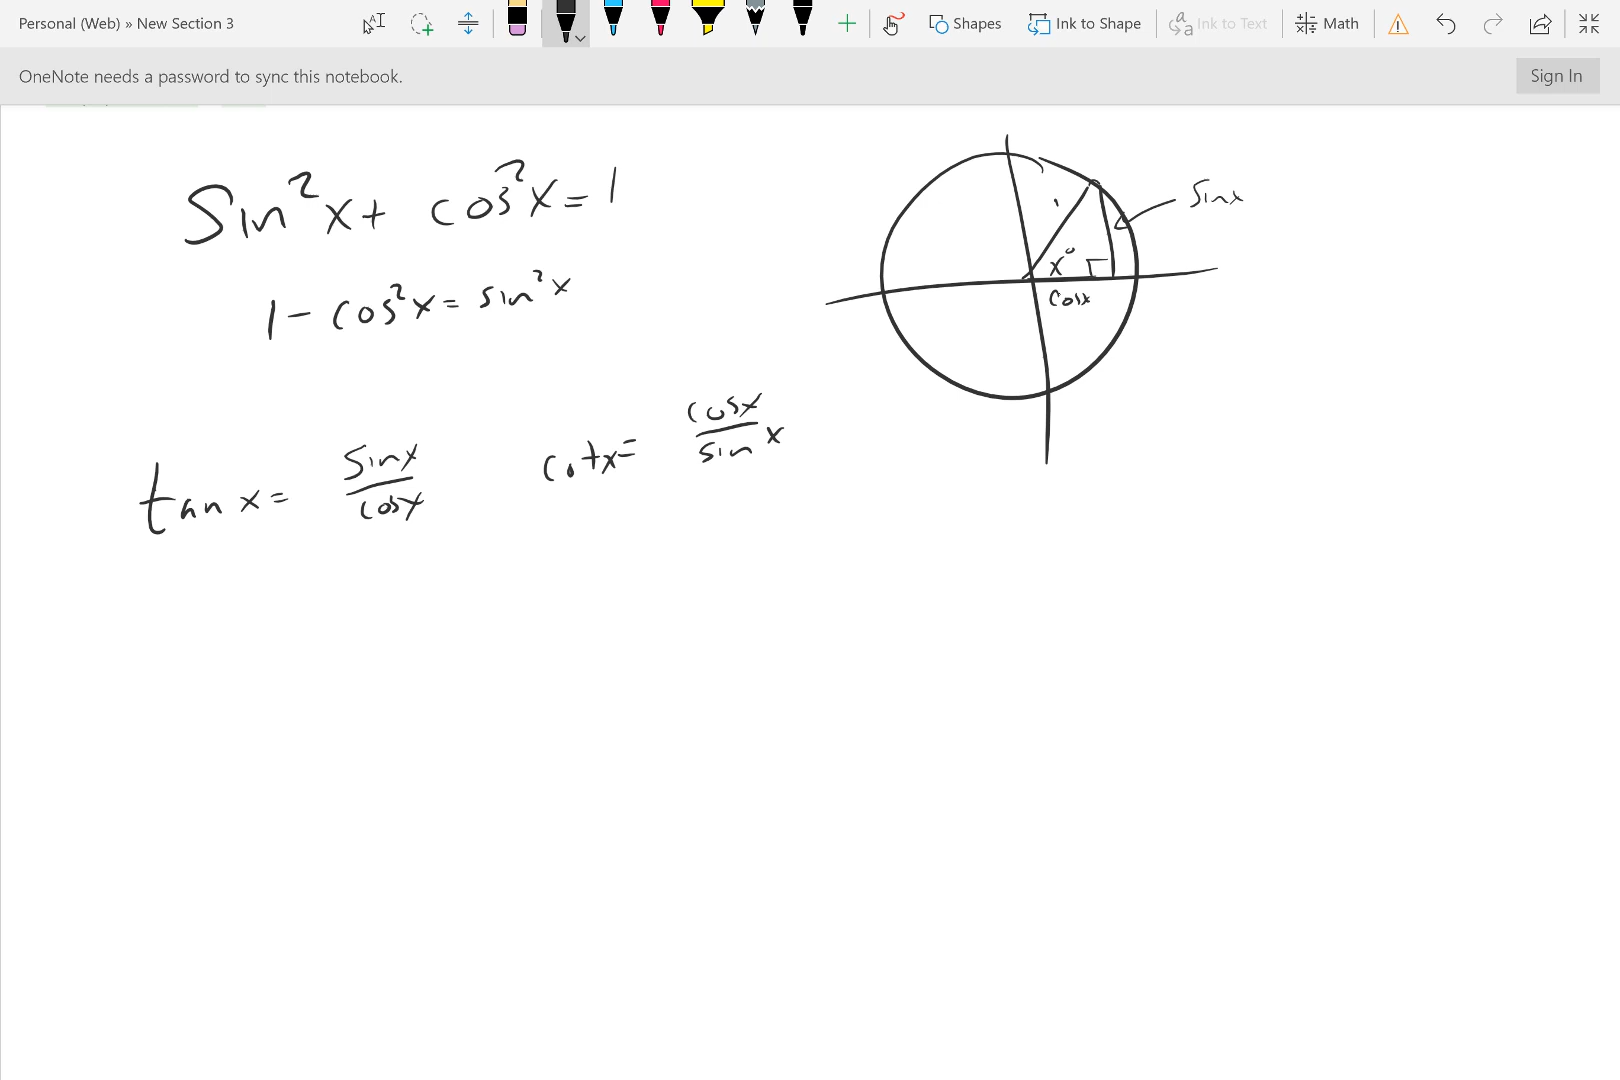 Personal (Web) » New Section 3
Shapes
Ink to Shape
Ink to Text
Math
OneNote needs a password to sync this notebook.
Sign In
Sin²x + cos²x = 1
1 - cos²x = sin²x
sinx
x°
cosx
tan x = sinx/cosx
cotx = cosx/sin x